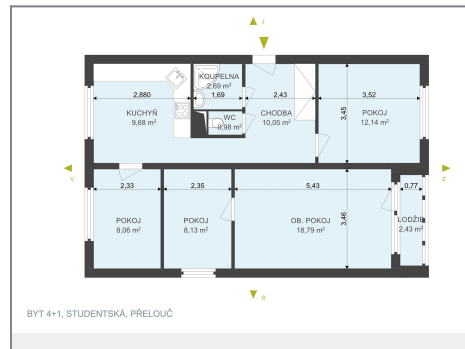 J
KOUPELNA
2,69 m²
2,880
1,69
2,43
3,52
KUCHYŇ
9,68 m²
WC
0,98 m²
CHODBA
10,05 m²
3,45
POKOJ
12,14 m²
V
Z
2,33
2,35
5,43
0,77
POKOJ
8,06 m²
POKOJ
8,13 m²
OB. POKOJ
18,79 m²
3,46
LODŽIE
2,43 m²
S
BYT 4+1, STUDENTSKÁ, PŘELOUČ